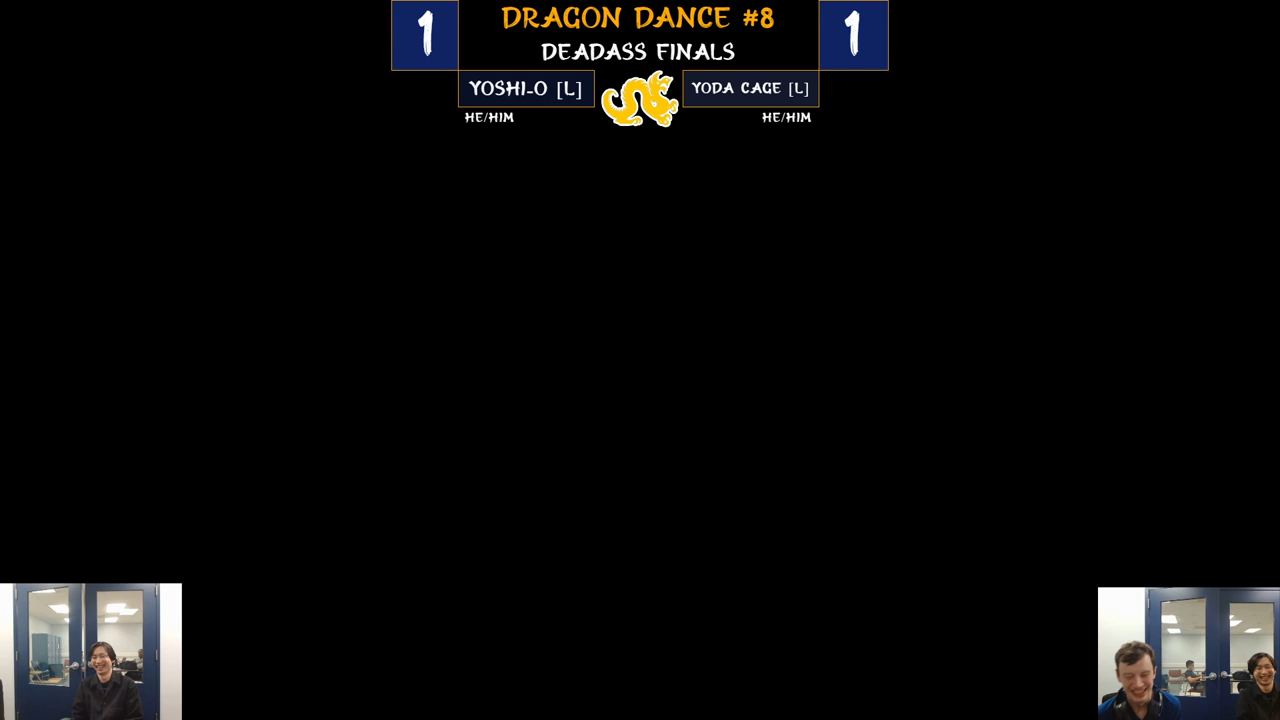 1
DRAGON DANCE #8
1
DEADASS FINALS
YOSHI-O [L]
YODA CAGE [L]
HE/HIM
HE/HIM